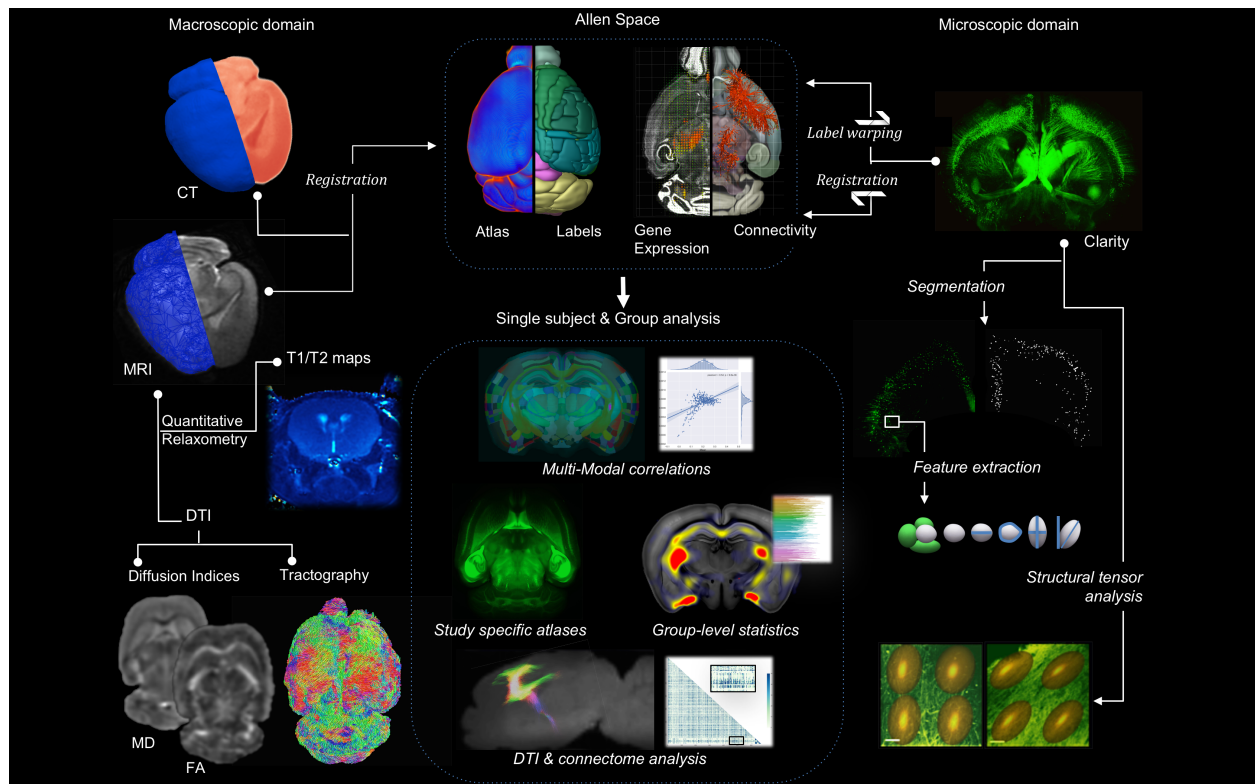 Macroscopic domain
Allen Space
Microscopic domain
CT
Registration
Atlas
Labels
Gene
Expression
Connectivity
Label warping
Registration
Clarity
MRI
T1/T2 maps
Quantitative
Relaxometry
DTI
Diffusion Indices
Tractography
MD
FA
Single subject & Group analysis
Multi-Modal correlations
Study specific atlases
Group-level statistics
DTI & connectome analysis
Segmentation
Feature extraction
Structural tensor
analysis